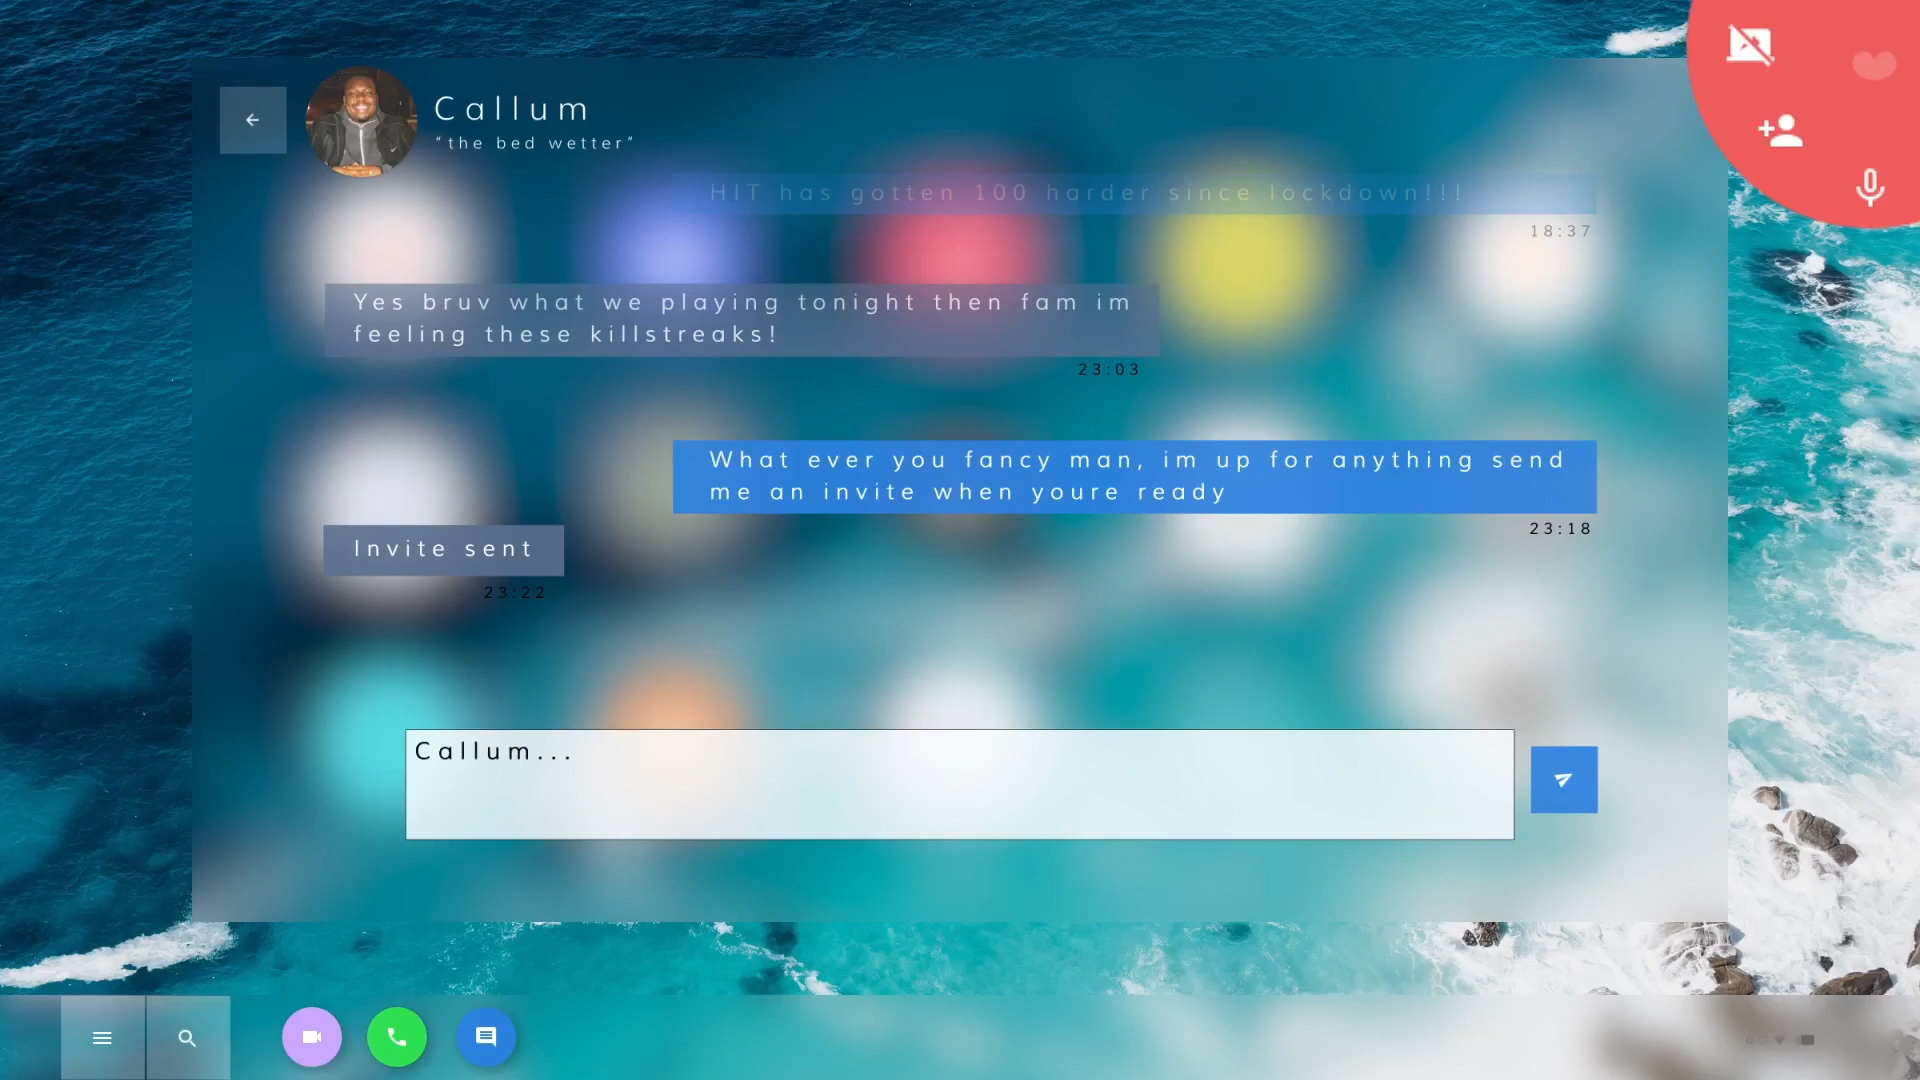 Callum
"the bed wetter"
HIT has gotten 100 harder since lockdown!!!
18:37
Yes bruv what we playing tonight then fam im
feeling these killstreaks!
23:03
What ever you fancy man, im up for anything send
me an invite when youre ready
23:18
Invite sent
23:22
Callum...